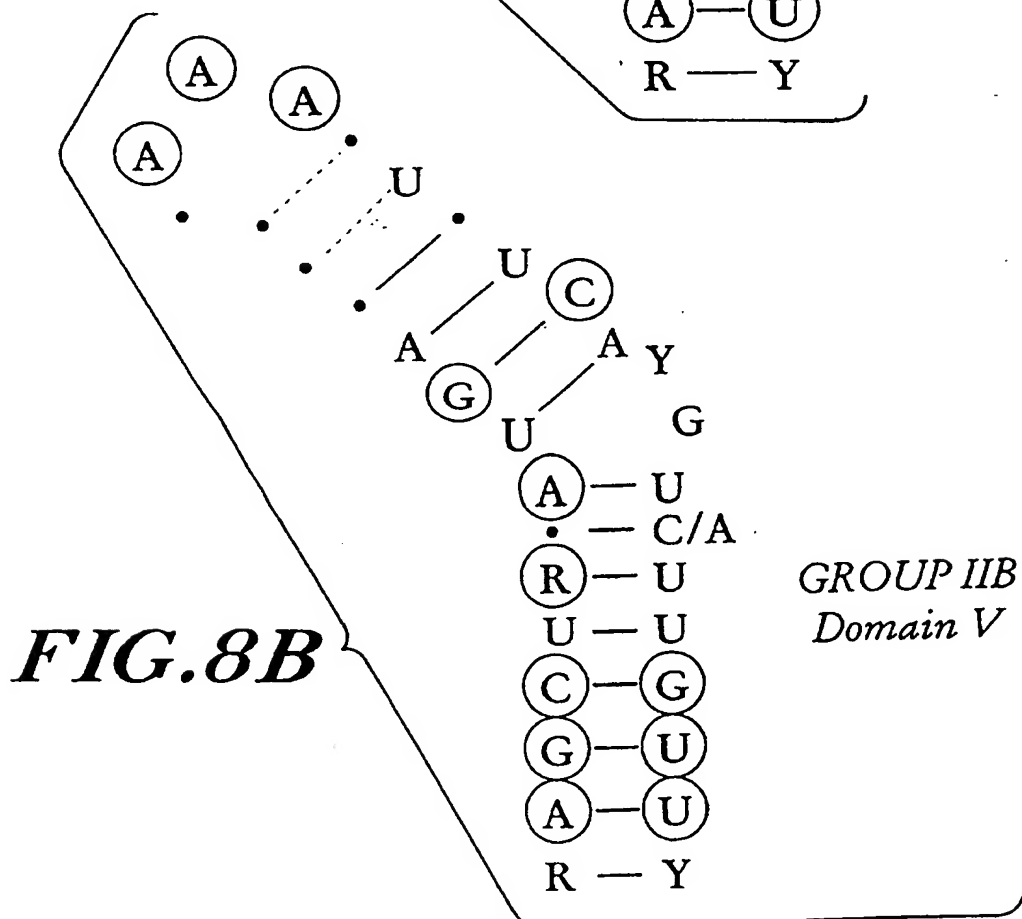 A — U
R — Y
A A
A
U
U C
A A Y
G G
U
A — U
• — C/A
R — U
U — U
C — G
G — U
A — U
R — Y
GROUP IIB
Domain V
FIG.8B